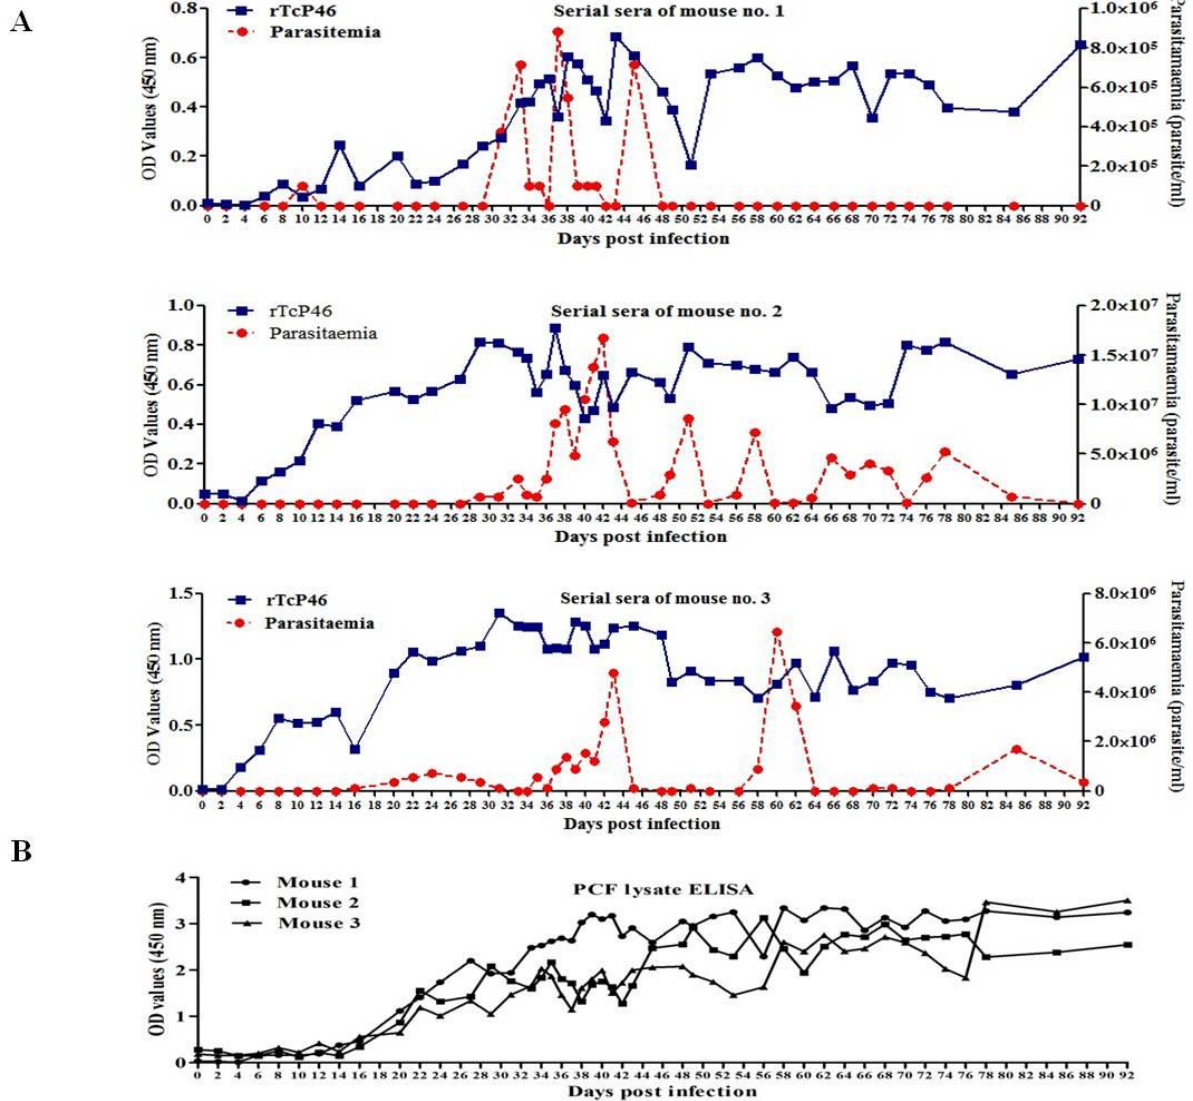 A
Serial sera of mouse no. 1
rTcP46
Parasitemia
OD Values (450 nm)
0.8
0.6
0.4
0.2
0.0
1.0×10⁶
8.0×10⁵
6.0×10⁵
4.0×10⁵
2.0×10⁵
0
Parasitamaemia (parasite/ml)
0 2 4 6 8 10 12 14 16 18 20 22 24 26 28 30 32 34 36 38 40 42 44 46 48 50 52 54 56 58 60 62 64 66 68 70 72 74 76 78 80 82 84 86 88 90 92
Days post infection
Serial sera of mouse no. 2
rTcP46
Parasitaemia
OD Values (450 nm)
1.0
0.8
0.6
0.4
0.2
0.0
2.0×10⁷
1.5×10⁷
1.0×10⁷
5.0×10⁶
0
Parasitamaemia (parasite/ml)
0 2 4 6 8 10 12 14 16 18 20 22 24 26 28 30 32 34 36 38 40 42 44 46 48 50 52 54 56 58 60 62 64 66 68 70 72 74 76 78 80 82 84 86 88 90 92
Days post infection
Serial sera of mouse no. 3
rTcP46
Parasitaemia
OD Values (450 nm)
1.5
1.0
0.5
0.0
8.0×10⁶
6.0×10⁶
4.0×10⁶
2.0×10⁶
0
Parasitamaemia (parasite/ml)
0 2 4 6 8 10 12 14 16 18 20 22 24 26 28 30 32 34 36 38 40 42 44 46 48 50 52 54 56 58 60 62 64 66 68 70 72 74 76 78 80 82 84 86 88 90 92
Days post infection
B
PCF lysate ELISA
Mouse 1
Mouse 2
Mouse 3
OD values (450 nm)
4
3
2
1
0
0 2 4 6 8 10 12 14 16 18 20 22 24 26 28 30 32 34 36 38 40 42 44 46 48 50 52 54 56 58 60 62 64 66 68 70 72 74 76 78 80 82 84 86 88 90 92
Days post infection